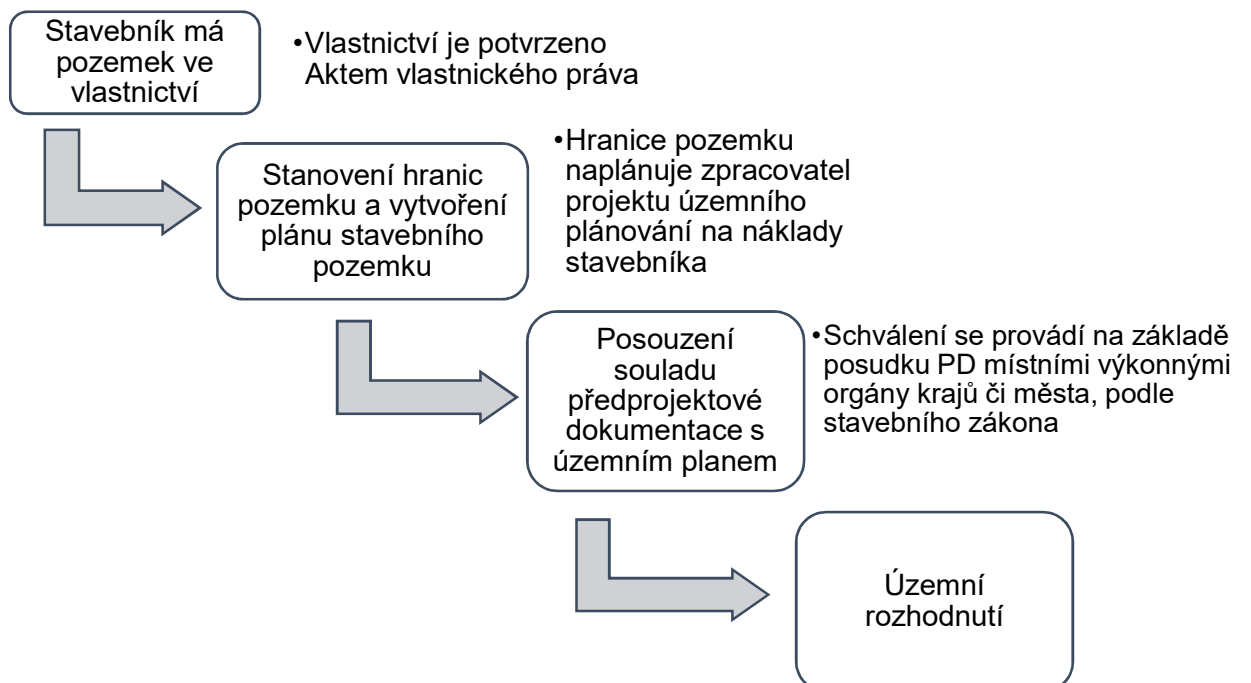 Stavebník má
pozemek ve
vlastnictví
•Vlastnictví je potvrzeno
Aktem vlastnického práva
Stanovení hranic
pozemku a vytvoření
plánu stavebního
pozemku
•Hranice pozemku
naplánuje zpracovatel
projektu územního
plánování na náklady
stavebníka
Posouzení
souladu
předprojektové
dokumentace s
územním planem
•Schválení se provádí na základě
posudku PD místními výkonnými
orgány krajů či města, podle
stavebního zákona
Územní
rozhodnutí